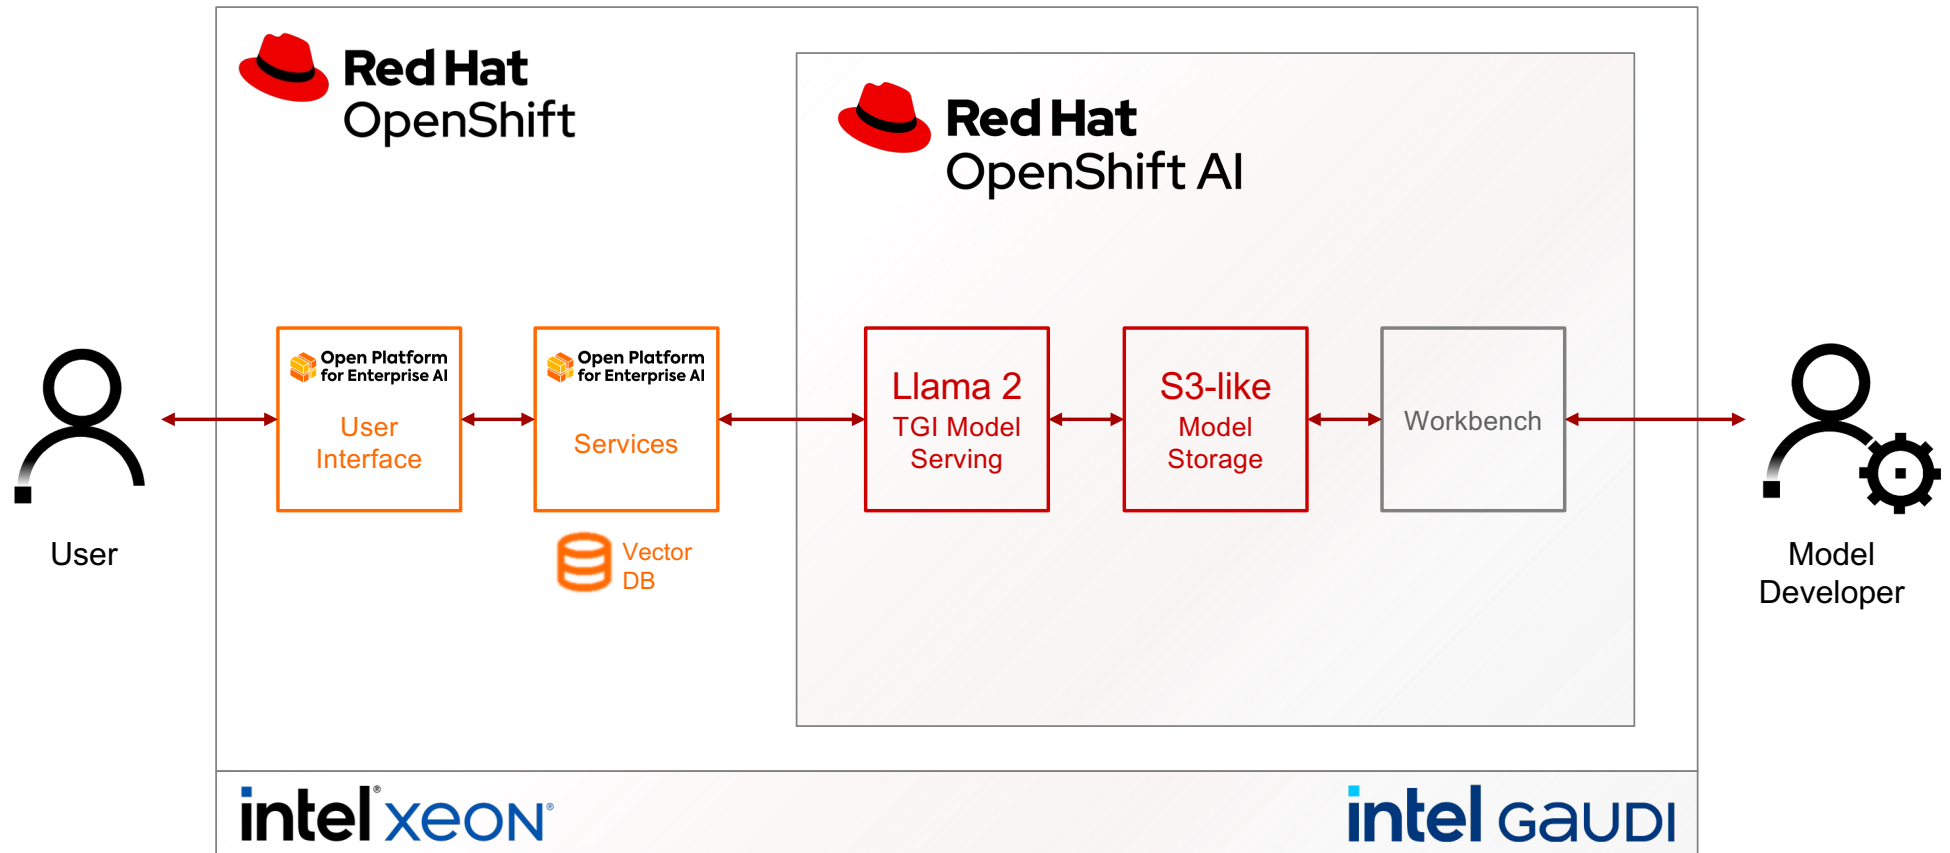 Red Hat
OpenShift
Red Hat
OpenShift AI
User
Open Platform
for Enterprise AI
User
Interface
Open Platform
for Enterprise AI
Services
Vector
DB
Llama 2
TGI Model
Serving
S3-like
Model
Storage
Workbench
Model
Developer
intel® xeon®
intel GAUDI